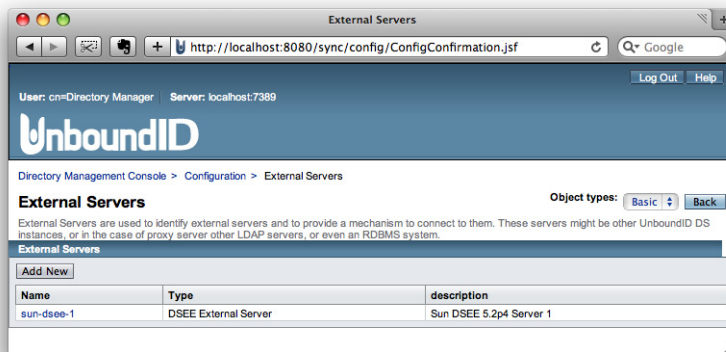 External Servers
http://localhost:8080/sync/config/ConfigConfirmation.jsf
Google
Log Out Help
User: cn=Directory Manager Server: localhost:7389
UnboundID
Directory Management Console > Configuration > External Servers
External Servers
Object types: Basic Back
External Servers are used to identify external servers and to provide a mechanism to connect to them. These servers might be other UnboundID DS
instances, or in the case of proxy server other LDAP servers, or even an RDBMS system.
External Servers
Add New
Name Type description
sun-dsee-1 DSEE External Server Sun DSEE 5.2p4 Server 1